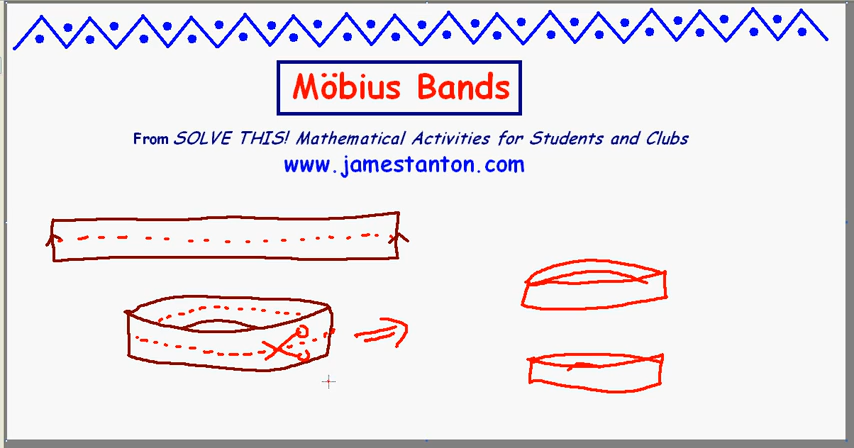 Möbius Bands
From SOLVE THIS! Mathematical Activities for Students and Clubs
www.jamestanton.com